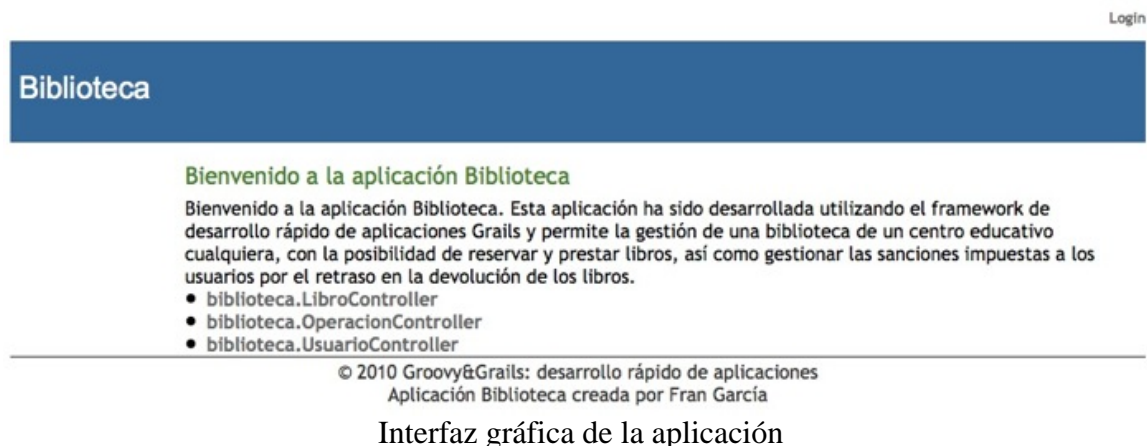 Login
Biblioteca
Bienvenido a la aplicación Biblioteca
Bienvenido a la aplicación Biblioteca. Esta aplicación ha sido desarrollada utilizando el framework de
desarrollo rápido de aplicaciones Grails y permite la gestión de una biblioteca de un centro educativo
cualquiera, con la posibilidad de reservar y prestar libros, así como gestionar las sanciones impuestas a los
usuarios por el retraso en la devolución de los libros.
• biblioteca.LibroController
• biblioteca.OperacionController
• biblioteca.UsuarioController
© 2010 Groovy&Grails: desarrollo rápido de aplicaciones
Aplicación Biblioteca creada por Fran García
Interfaz gráfica de la aplicación